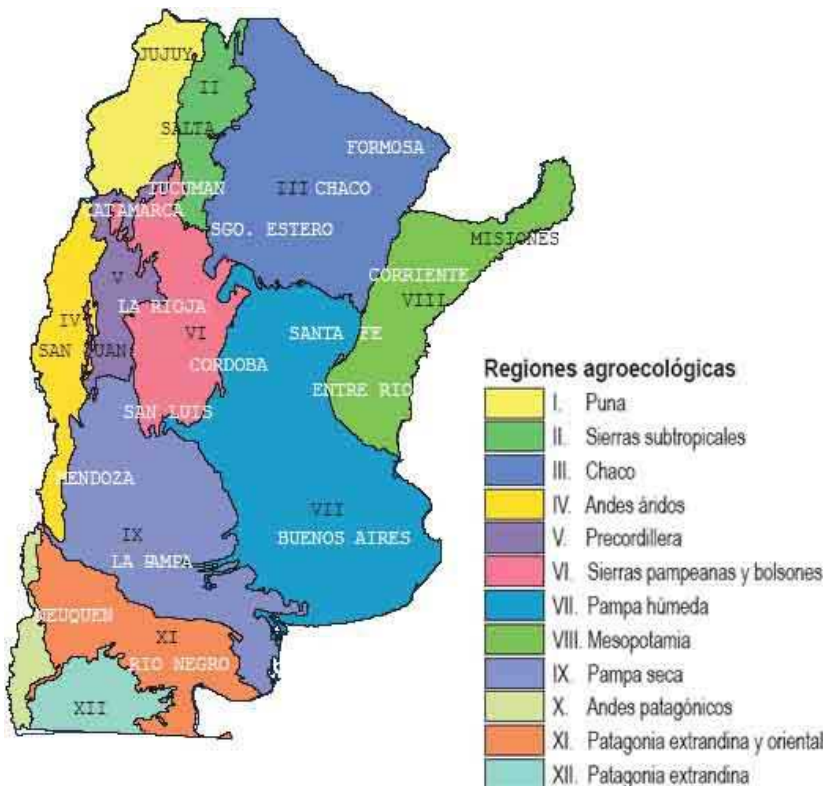 JUJUY
II
SALTA
FORMOSA
TUCUMAN
III CHACO
CATAMARCA
SGO. ESTERO
MISIONES
CORRIENTE
V
VIII
LA RIOJA
IV
VI
SANTA FE
SAN JUAN
CORDOBA
ENTRE RIO
SAN LUIS
MENDOZA
VII
IX
BUENOS AIRES
LA PAMPA
NEUQUEN
XI
RIO NEGRO
XII
Regiones agroecológicas
I. Puna
II. Sierras subtropicales
III. Chaco
IV. Andes áridos
V. Precordillera
VI. Sierras pampeanas y bolsones
VII. Pampa húmeda
VIII. Mesopotamia
IX. Pampa seca
X. Andes patagónicos
XI. Patagonia extrandina y oriental
XII. Patagonia extrandina